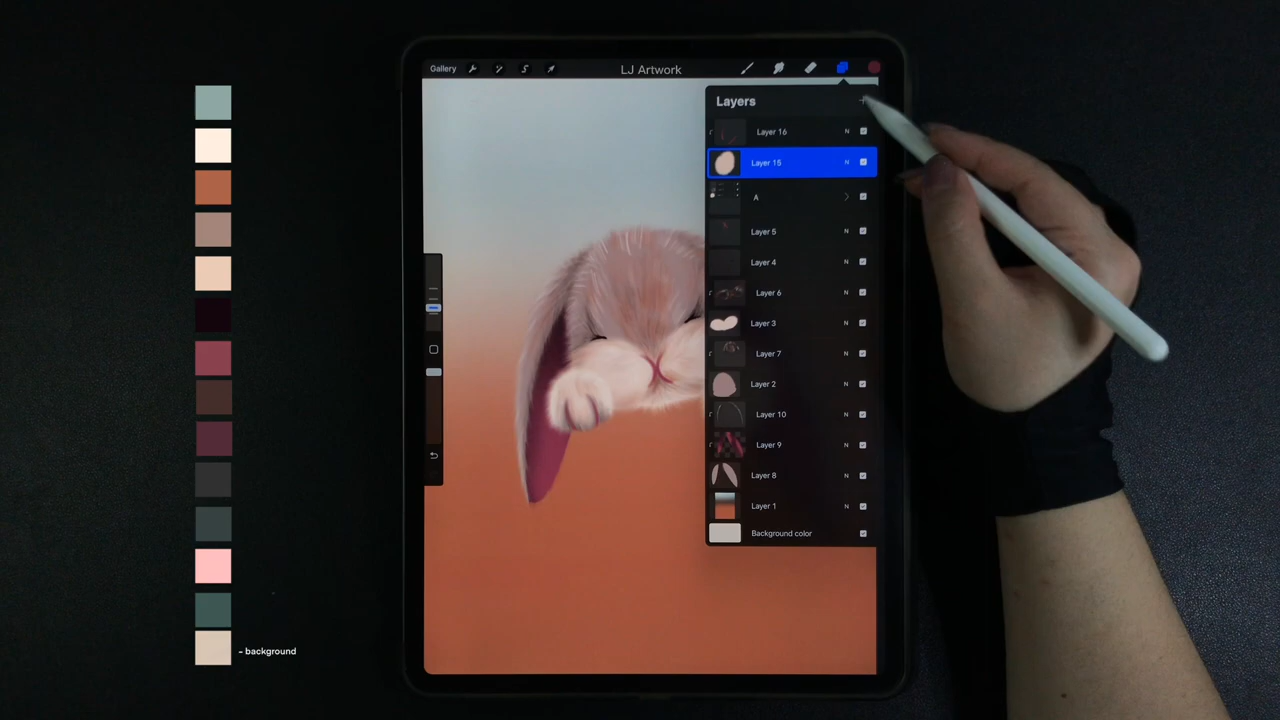 Gallery
LJ Artwork
Layers
Layer 16 N
Layer 15 N
A
Layer 5 N
Layer 4 N
Layer 6 N
Layer 3 N
Layer 7 N
Layer 2 N
Layer 10 N
Layer 9 N
Layer 8 N
Layer 1 N
Background color
- background